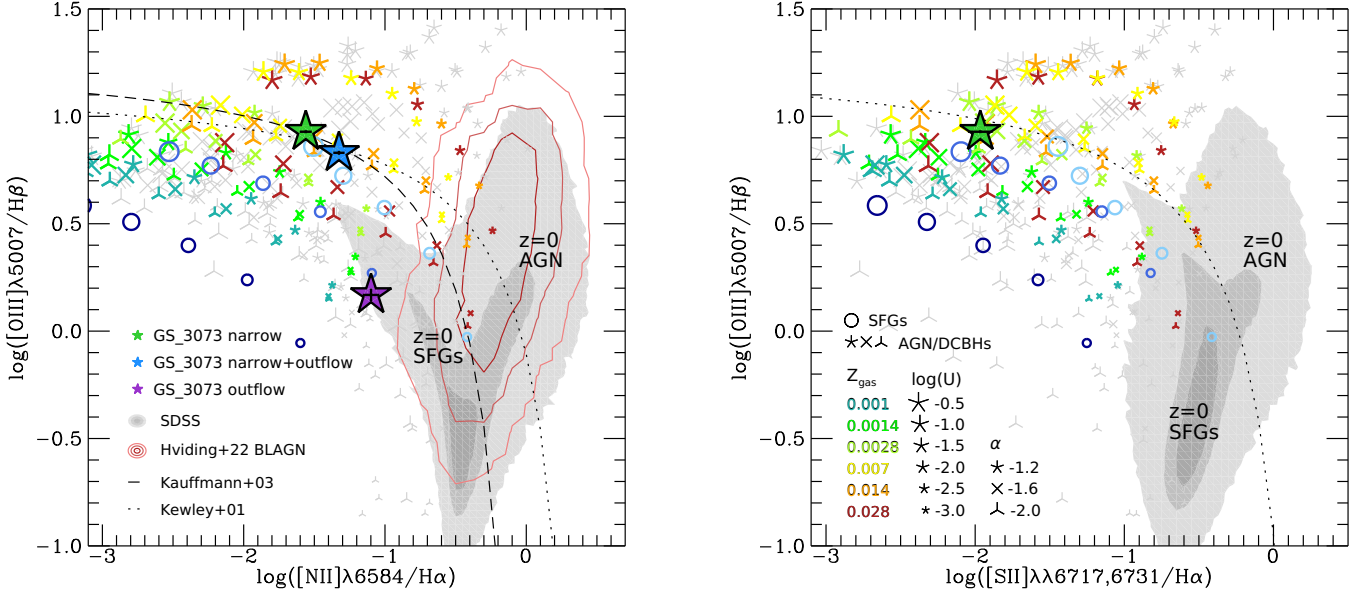 1.5
1.0
0.5
0.0
−0.5
−1.0
log([OIII]λ5007/Hβ)
z=0
AGN
z=0
SFGs
GS_3073 narrow
GS_3073 narrow+outflow
GS_3073 outflow
SDSS
Hviding+22 BLAGN
Kauffmann+03
Kewley+01
−3
−2
−1
0
log([NII]λ6584/Hα)
1.5
1.0
0.5
0.0
−0.5
−1.0
log([OIII]λ5007/Hβ)
z=0
AGN
z=0
SFGs
SFGs
AGN/DCBHs
Zgas log(U)
0.001 -0.5
0.0014 -1.0
0.0028 -1.5 α
0.007 -2.0 -1.2
0.014 -2.5 -1.6
0.028 -3.0 -2.0
−3
−2
−1
0
log([SII]λλ6717,6731/Hα)